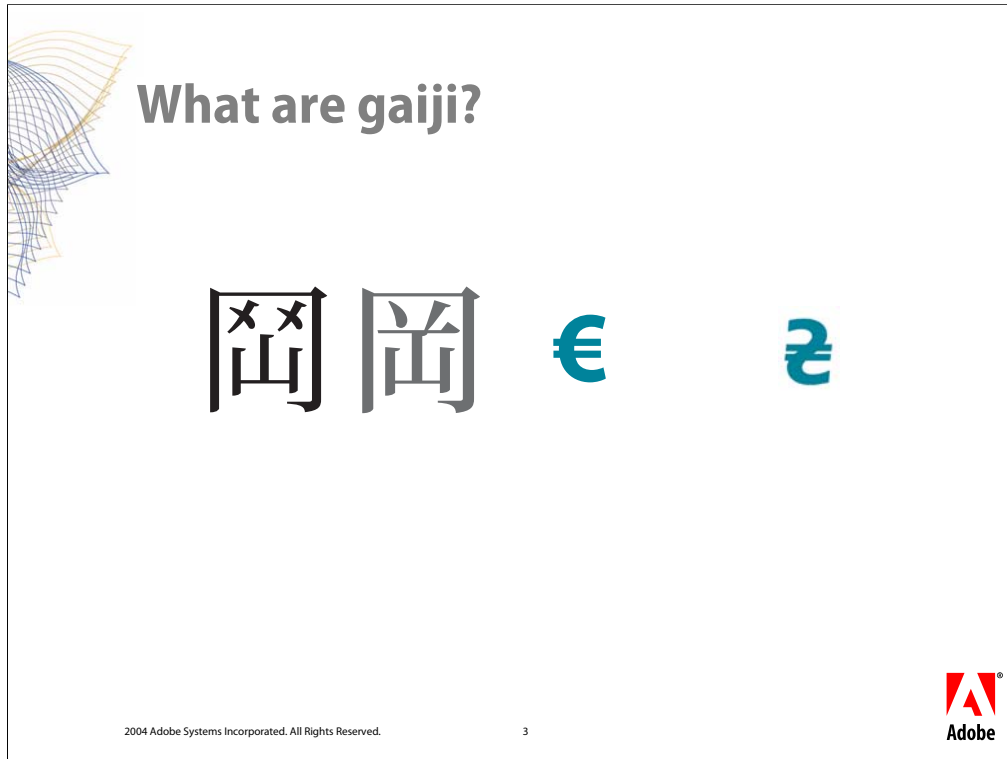 What are gaiji?
岡 € ₴
2004 Adobe Systems Incorporated. All Rights Reserved. 3
Adobe
®